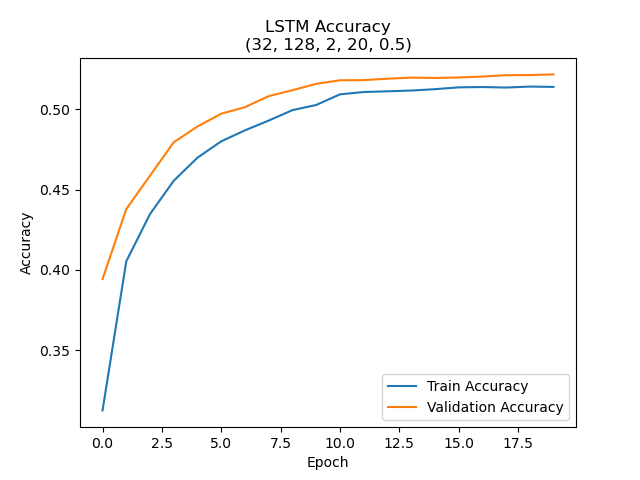 LSTM Accuracy
(32, 128, 2, 20, 0.5)
Accuracy
0.50
0.45
0.40
0.35
Train Accuracy
Validation Accuracy
0.0 2.5 5.0 7.5 10.0 12.5 15.0 17.5
Epoch